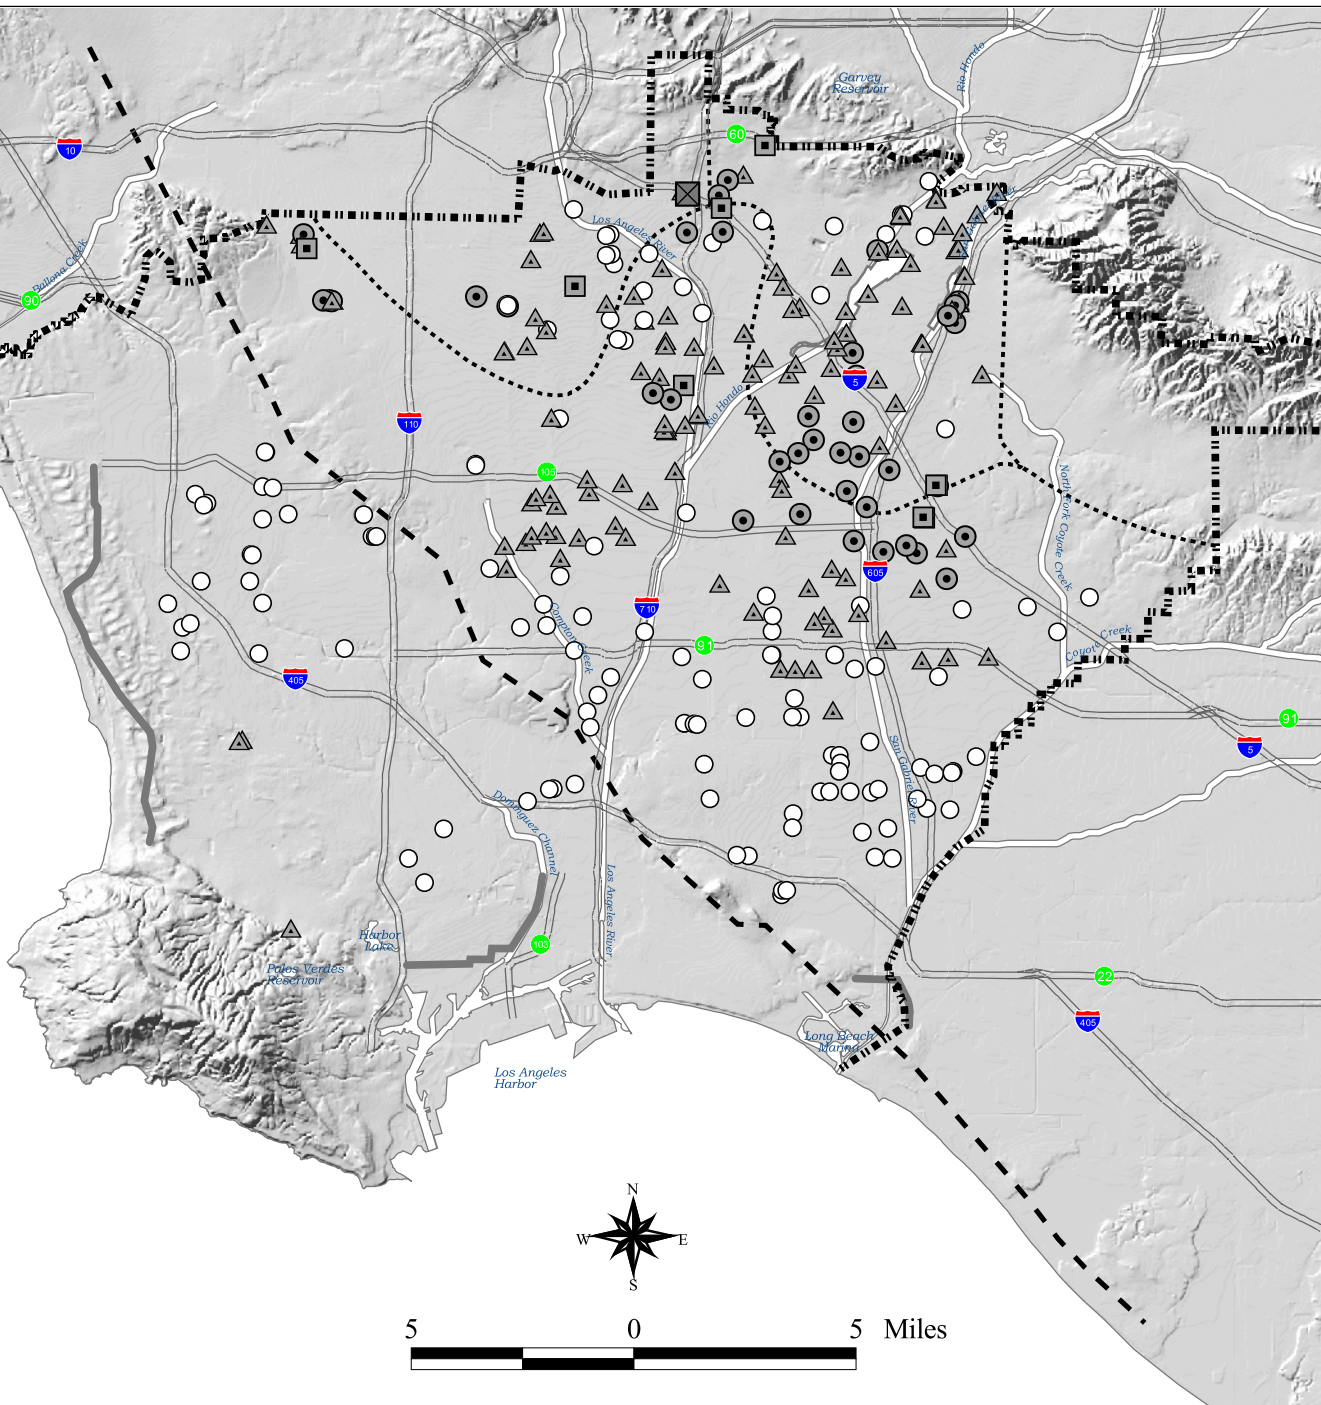 Garvey
Reservoir
Rio Hondo
60
10
Los Angeles River
Ballona Creek
90
5
Rio Hondo
110
105
North Fork Coyote Creek
605
710
Compton Creek
91
Coyote Creek
405
91
5
San Gabriel River
Dominguez Channel
Los Angeles River
Harbor
Lake
103
Palos Verdes
Reservoir
22
405
Long Beach
Marina
Los Angeles
Harbor
N
W
E
S
5
0
5
Miles